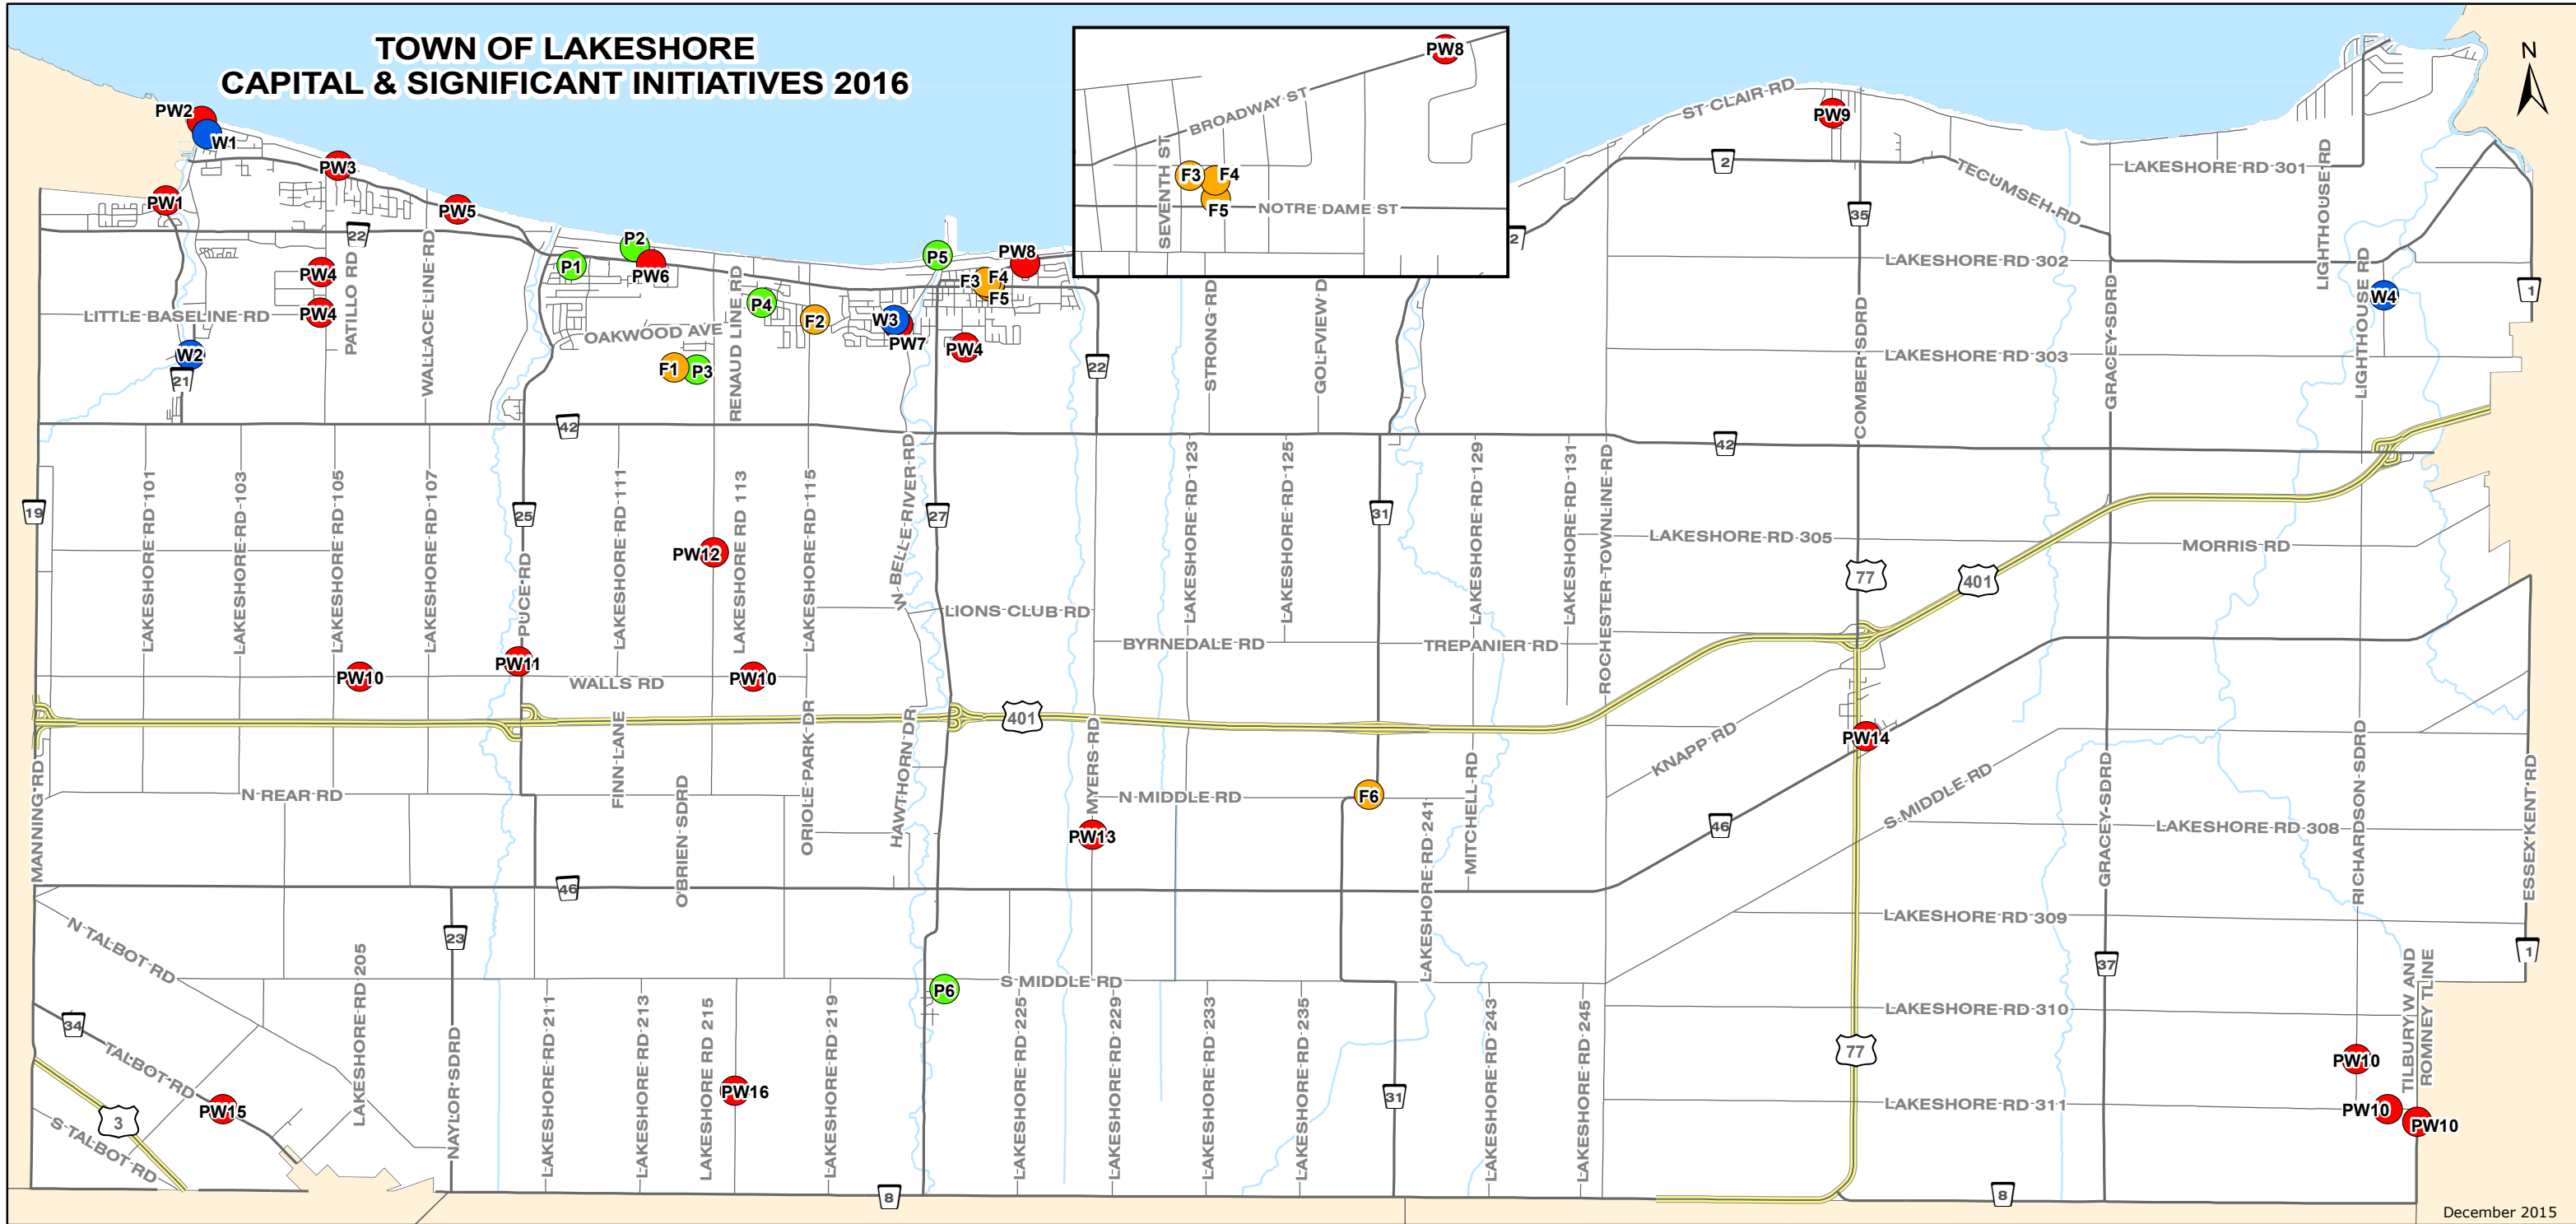 TOWN OF LAKESHORE
CAPITAL & SIGNIFICANT INITIATIVES 2016
N
PW8
BROADWAY ST
SEVENTH ST
F3
F4
F5
NOTRE DAME ST
PW2
W1
PW3
PW1
PW5
22
PATILLO RD
WALLACE LINE RD
PW4
PW4
LITTLE BASELINE RD
W2
21
P1
P2
PW6
RENAUD LINE RD
P4
F2
OAKWOOD AVE
F1
P3
P5
PW8
F3
F4
F5
W3
PW7
PW4
22
STRONG RD
GOLFVIEW D
2
ST CLAIR RD
PW9
2
TECUMSEH RD
35
LAKESHORE RD 301
LIGHTHOUSE RD
LAKESHORE RD 302
LIGHTHOUSE RD
W4
1
COMBER SDRD
GRACEY SDRD
LAKESHORE RD 303
42
42
19
LAKESHORE RD 101
LAKESHORE RD 103
LAKESHORE RD 105
LAKESHORE RD 107
25
PUCE RD
LAKESHORE RD 111
PW12
LAKESHORE RD 113
LAKESHORE RD 115
W BELLE RIVER RD
27
LIONS CLUB RD
LAKESHORE RD 123
LAKESHORE RD 125
31
LAKESHORE RD 129
LAKESHORE RD 131
ROCHESTER TOWNLINE RD
LAKESHORE RD 305
MORRIS RD
77
401
BYRNEDALE RD
TREPANIER RD
PW10
PW11
WALLS RD
PW10
401
FINN LANE
ORIOLE PARK DR
HAWTHORN DR
MYERS RD
KNAPP RD
PW14
MANNING RD
N REAR RD
O'BRIEN SDRD
N MIDDLE RD
PW13
F6
LAKESHORE RD 241
MITCHELL RD
46
S MIDDLE RD
GRACEY SDRD
LAKESHORE RD 308
RICHARDSON SDRD
ESSEX KENT RD
46
N TALBOT RD
LAKESHORE RD 205
23
NAYLOR SDRD
LAKESHORE RD 309
37
1
TILBURY W AND
ROMNEY TLINE
P6
S MIDDLE RD
34
TALBOT RD
PW15
3
S TALBOT RD
LAKESHORE RD 211
LAKESHORE RD 213
LAKESHORE RD 215
PW16
LAKESHORE RD 219
LAKESHORE RD 225
LAKESHORE RD 229
LAKESHORE RD 233
LAKESHORE RD 235
31
LAKESHORE RD 243
LAKESHORE RD 245
LAKESHORE RD 310
77
LAKESHORE RD 311
PW10
PW10
PW10
8
8
December 2015